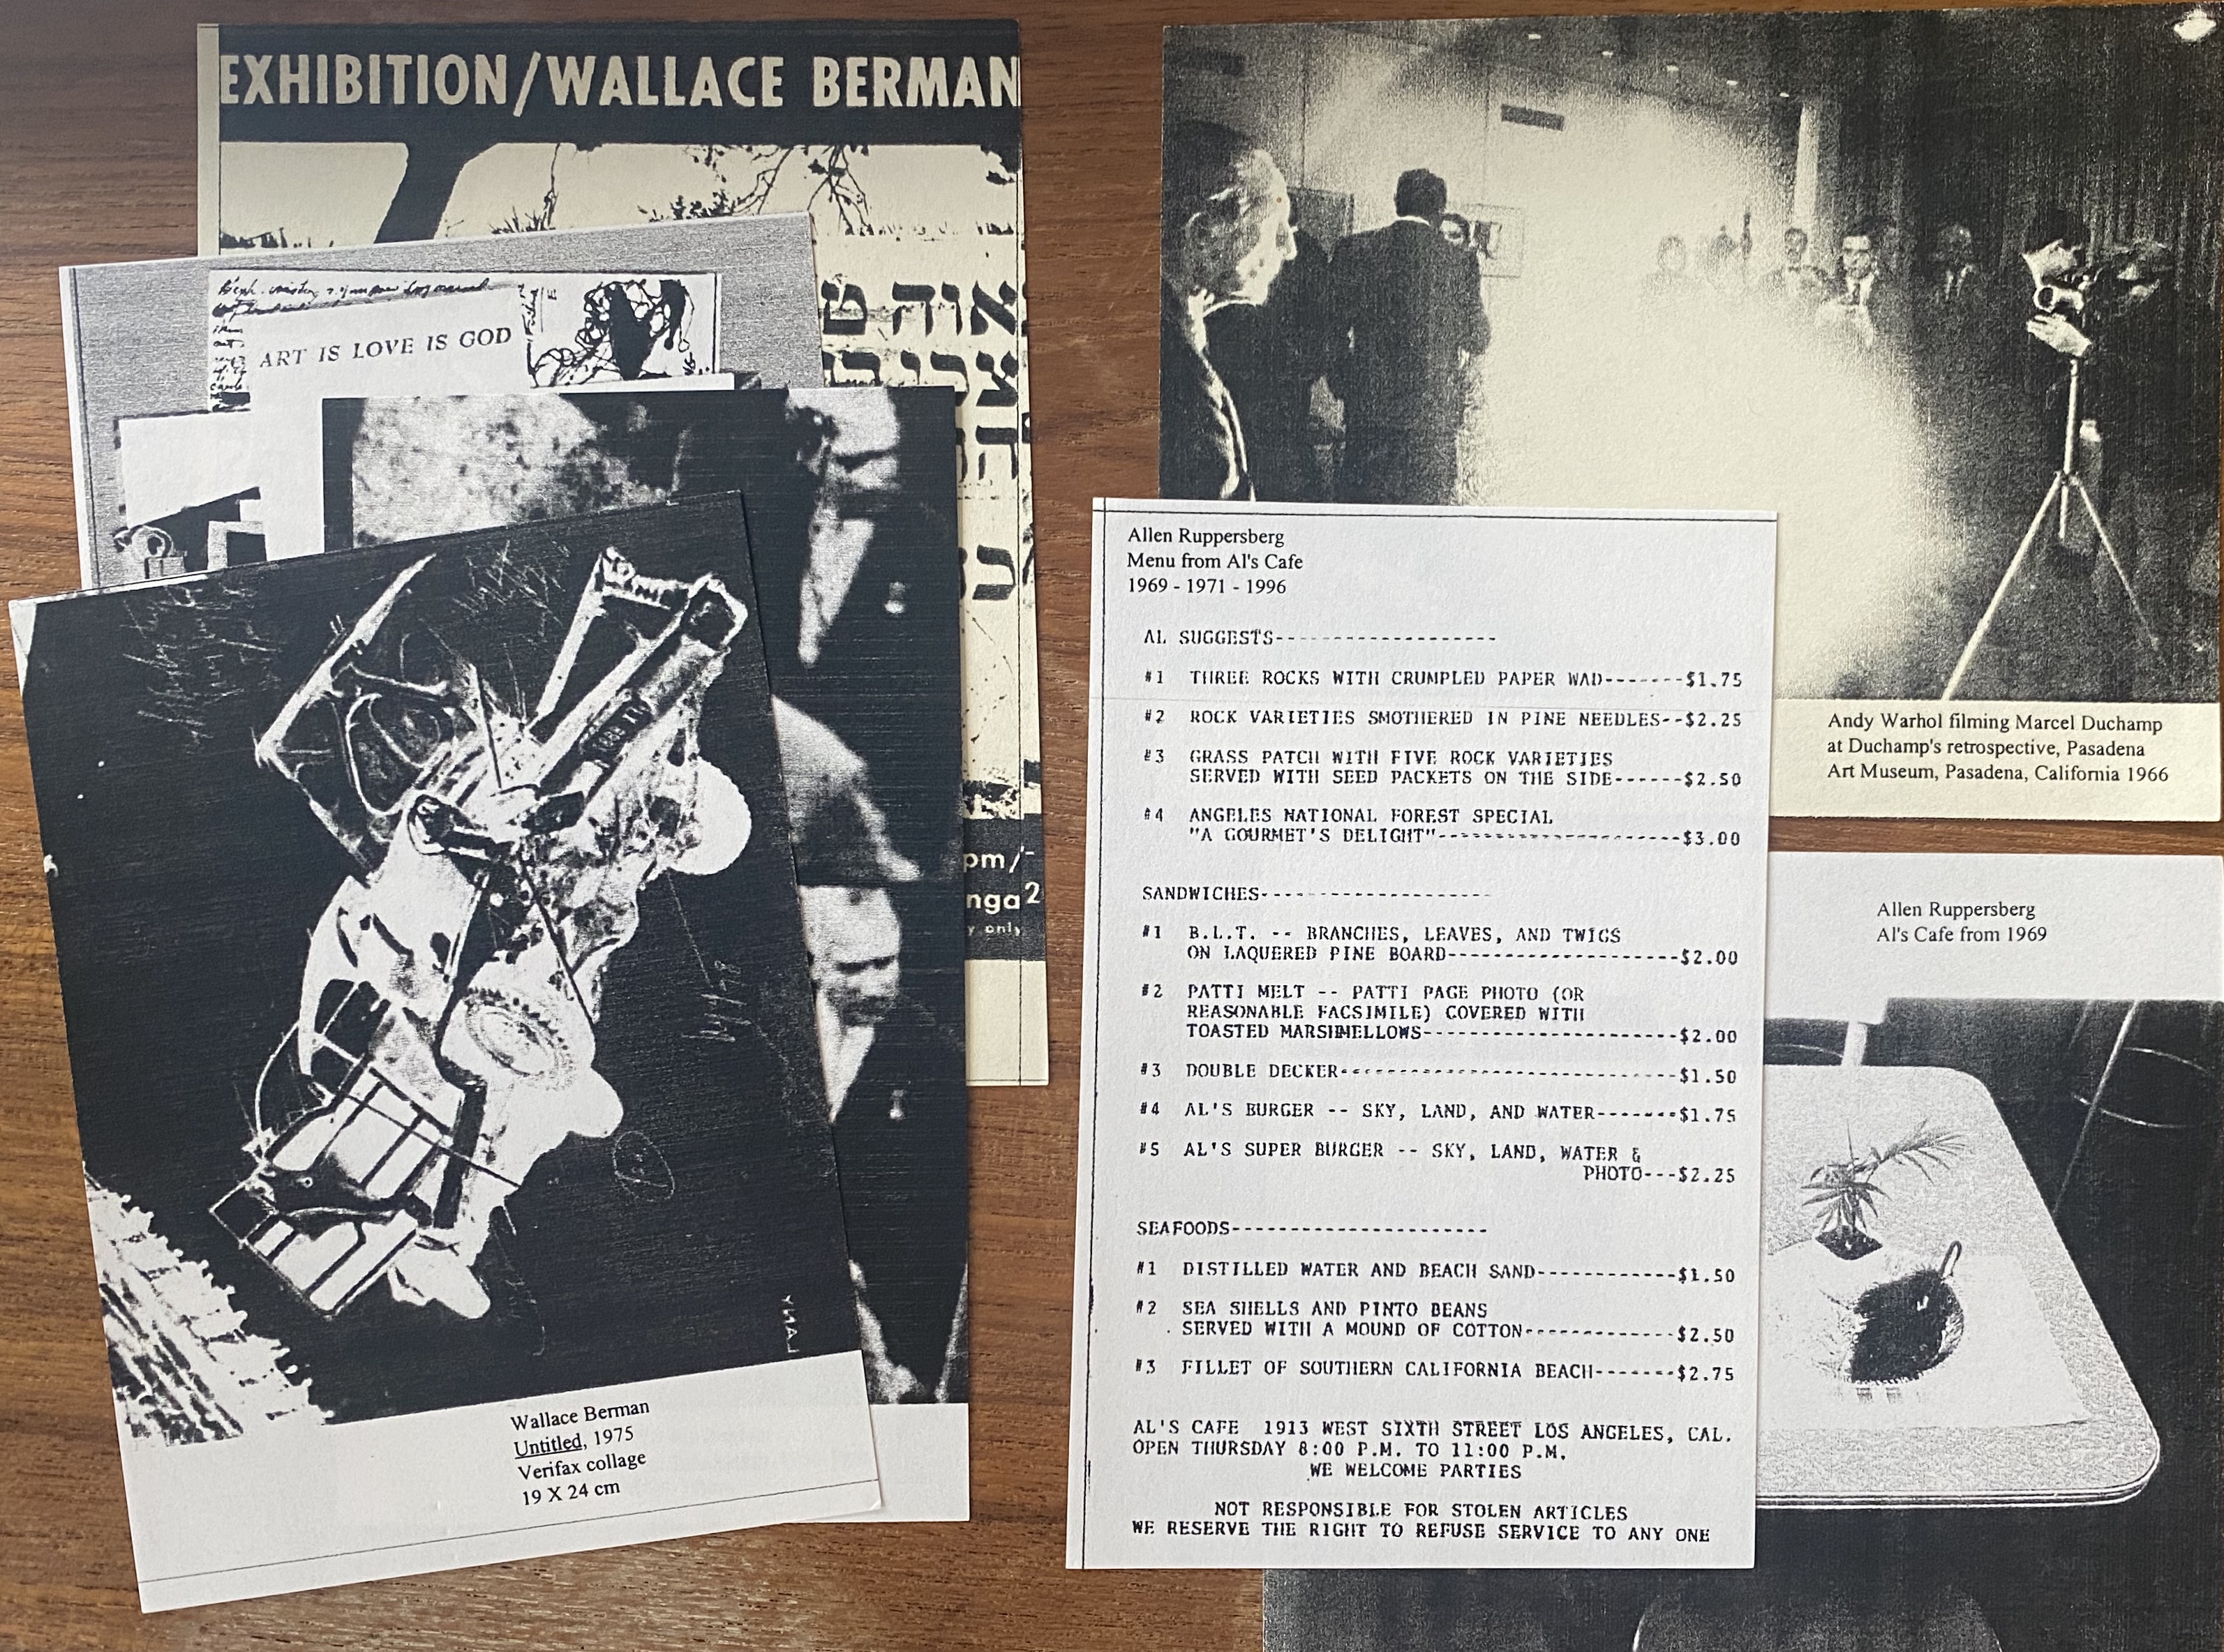 EXHIBITION/WALLACE BERMAN
ART IS LOVE IS GOD
pm/-
nga 2
y only
Wallace Berman
Untitled, 1975
Verifax collage
19 X 24 cm
Andy Warhol filming Marcel Duchamp
at Duchamp's retrospective, Pasadena
Art Museum, Pasadena, California 1966
Allen Ruppersberg
Menu from Al's Cafe
1969 - 1971 - 1996
AL SUGGESTS-------------------
#1 THREE ROCKS WITH CRUMPLED PAPER WAD-------$1.75
#2 ROCK VARIETIES SMOTHERED IN PINE NEEDLES--$2.25
#3 GRASS PATCH WITH FIVE ROCK VARIETIES
SERVED WITH SEED PACKETS ON THE SIDE------$2.50
#4 ANGELES NATIONAL FOREST SPECIAL
"A GOURMET'S DELIGHT"---------------------$3.00
SANDWICHES--------------------
#1 B.L.T. -- BRANCHES, LEAVES, AND TWIGS
ON LAQUERED PINE BOARD--------------------$2.00
#2 PATTI MELT -- PATTI PAGE PHOTO (OR
REASONABLE FACSIMILE) COVERED WITH
TOASTED MARSHMELLOWS----------------------$2.00
#3 DOUBLE DECKER-----------------------------$1.50
#4 AL'S BURGER -- SKY, LAND, AND WATER-------$1.75
#5 AL'S SUPER BURGER -- SKY, LAND, WATER &
PHOTO---$2.25
SEAFOODS----------------------
#1 DISTILLED WATER AND BEACH SAND------------$1.50
#2 SEA SHELLS AND PINTO BEANS
SERVED WITH A MOUND OF COTTON-------------$2.50
#3 FILLET OF SOUTHERN CALIFORNIA BEACH-------$2.75
AL'S CAFE 1913 WEST SIXTH STREET LOS ANGELES, CAL.
OPEN THURSDAY 8:00 P.M. TO 11:00 P.M.
WE WELCOME PARTIES
NOT RESPONSIBLE FOR STOLEN ARTICLES
WE RESERVE THE RIGHT TO REFUSE SERVICE TO ANY ONE
Allen Ruppersberg
Al's Cafe from 1969